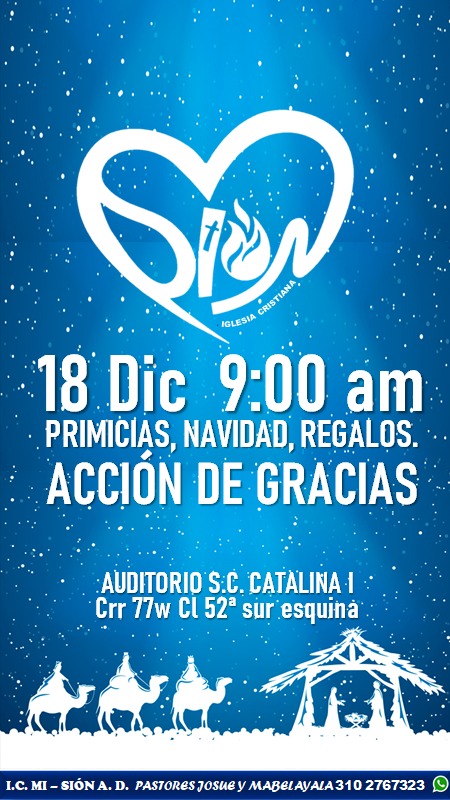 Sión
IGLESIA CRISTIANA
18 Dic 9:00 am
PRIMICIAS, NAVIDAD, REGALOS.
ACCIÓN DE GRACIAS
AUDITORIO S.C. CATALINA I
Crr 77w Cl 52ª sur esquina
I.C. MI – SIÓN A. D. PASTORES JOSUE Y MABEL AYALA 310 2767323